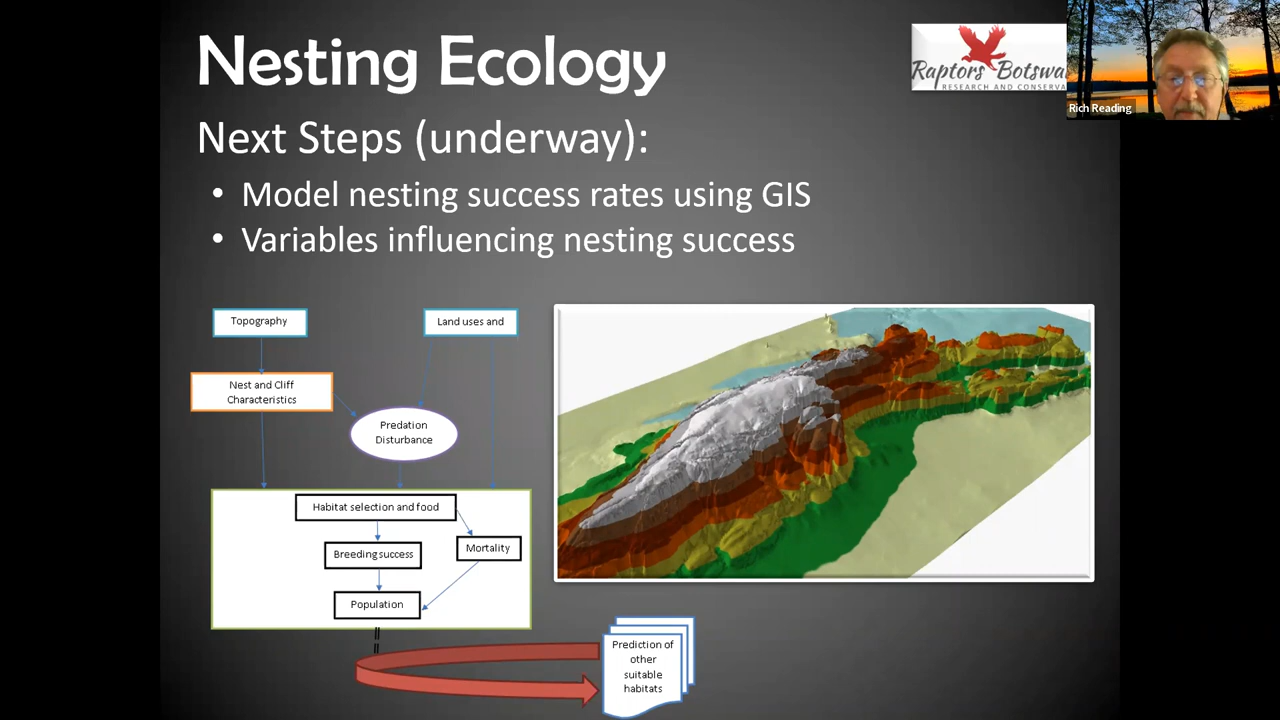 Nesting Ecology
Raptors Botswa
RESEARCH AND CONSERVA
Rich Reading
Next Steps (underway):
• Model nesting success rates using GIS
• Variables influencing nesting success
Topography
Land uses and
Nest and Cliff
Characteristics
Predation
Disturbance
Habitat selection and food
Breeding success
Mortality
Population
Prediction of
other
suitable
habitats